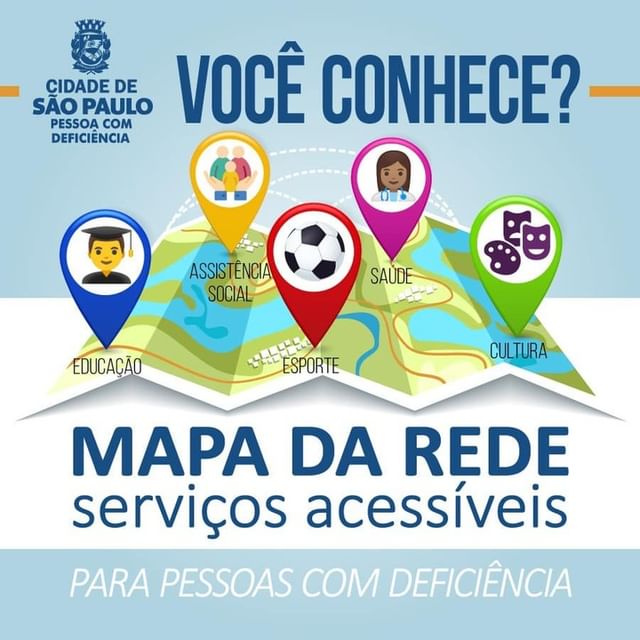 CIDADE DE
SÃO PAULO
PESSOA COM
DEFICIÊNCIA
VOCÊ CONHECE?
ASSISTÊNCIA
SOCIAL
SAÚDE
EDUCAÇÃO
ESPORTE
CULTURA
MAPA DA REDE
serviços acessíveis
PARA PESSOAS COM DEFICIÊNCIA